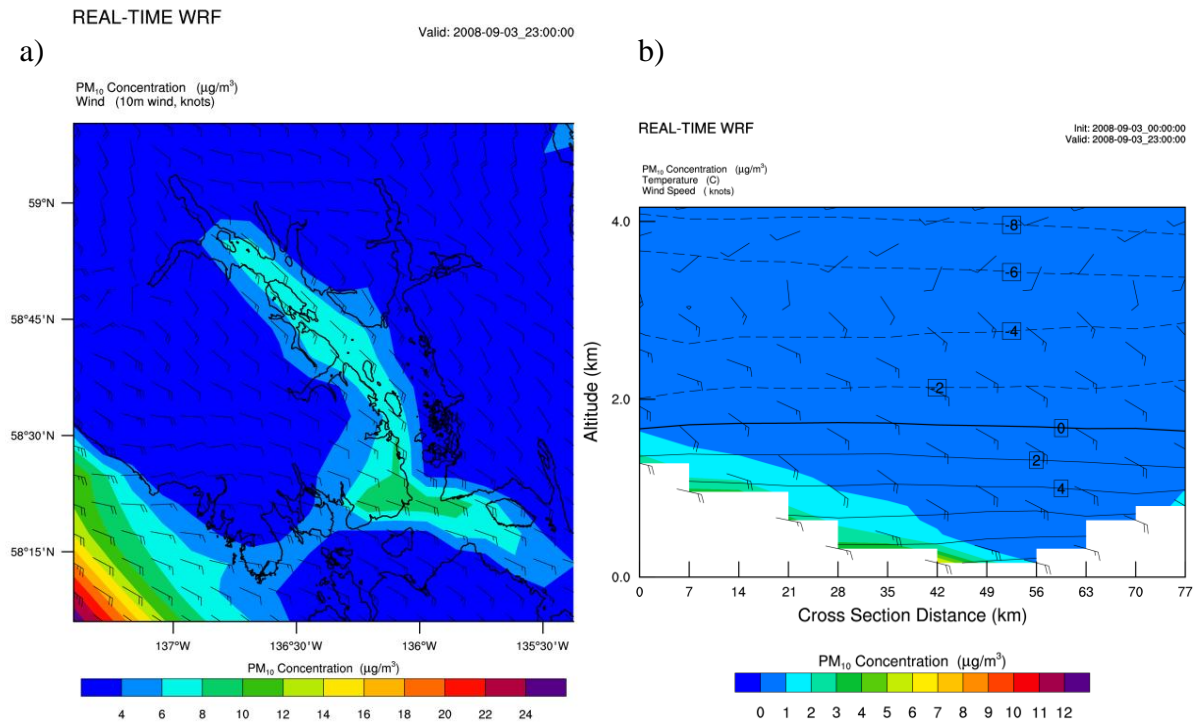 REAL-TIME WRF
Valid: 2008-09-03_23:00:00
a)
PM₁₀ Concentration (μg/m³)
Wind (10m wind, knots)
59°N
58°45'N
58°30'N
58°15'N
137°W 136°30'W 136°W 135°30'W
PM₁₀ Concentration (μg/m³)
4 6 8 10 12 14 16 18 20 22 24
b)
REAL-TIME WRF
Init: 2008-09-03_00:00:00
Valid: 2008-09-03_23:00:00
PM₁₀ Concentration (μg/m³)
Temperature (C)
Wind Speed ( knots)
Altitude (km)
4.0
2.0
0.0
-8
-6
-4
-2
0
2
4
0 7 14 21 28 35 42 49 56 63 70 77
Cross Section Distance (km)
PM₁₀ Concentration (μg/m³)
0 1 2 3 4 5 6 7 8 9 10 11 12